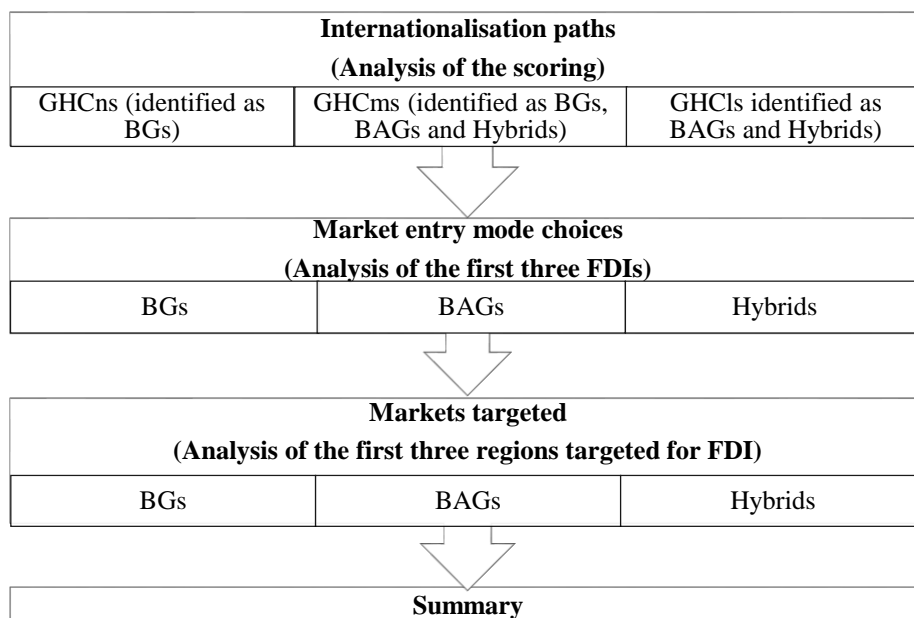 Internationalisation paths
(Analysis of the scoring)
GHCns (identified as
BGs)
GHCms (identified as BGs,
BAGs and Hybrids)
GHCls identified as
BAGs and Hybrids)
Market entry mode choices
(Analysis of the first three FDIs)
BGs
BAGs
Hybrids
Markets targeted
(Analysis of the first three regions targeted for FDI)
BGs
BAGs
Hybrids
Summary